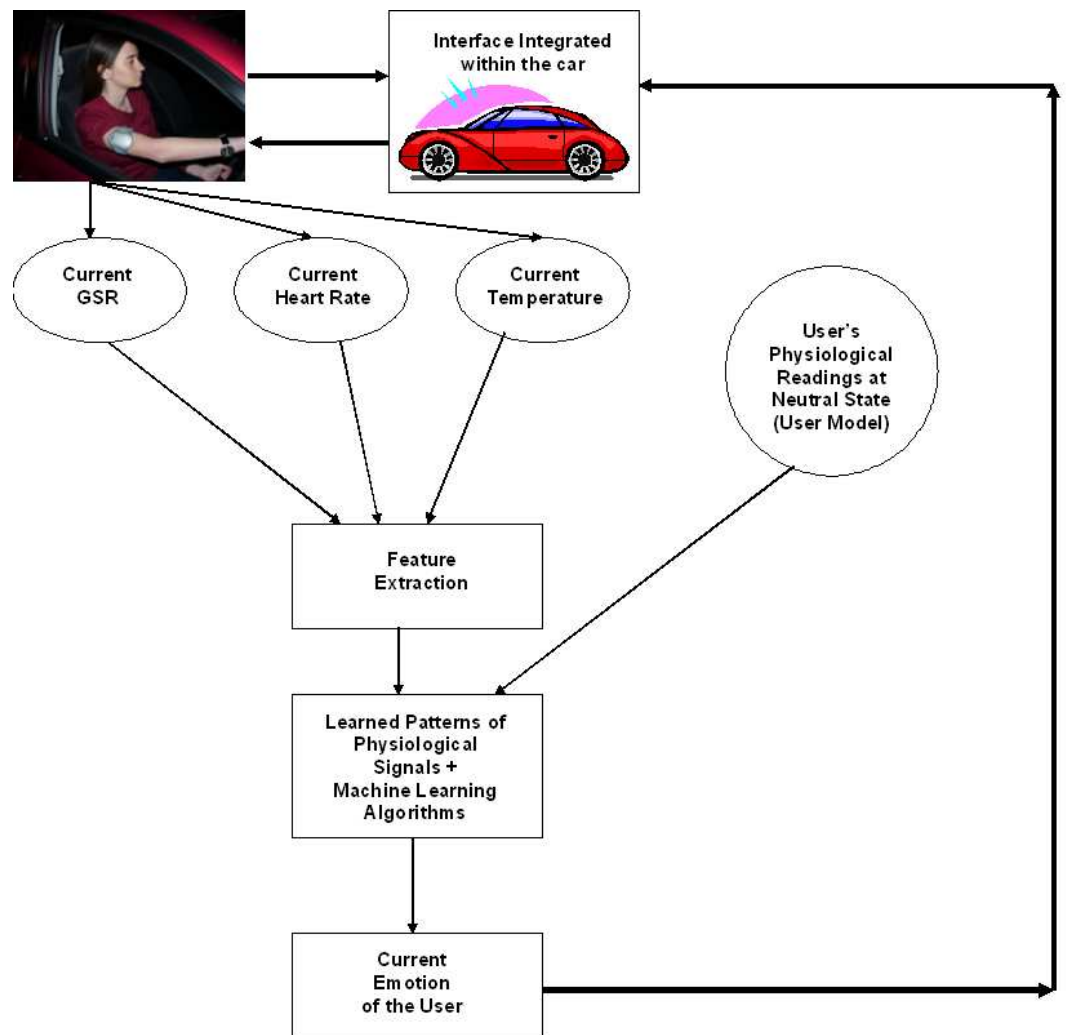 Interface Integrated
within the car
Current
GSR
Current
Heart Rate
Current
Temperature
User's
Physiological
Readings at
Neutral State
(User Model)
Feature
Extraction
Learned Patterns of
Physiological
Signals +
Machine Learning
Algorithms
Current
Emotion
of the User